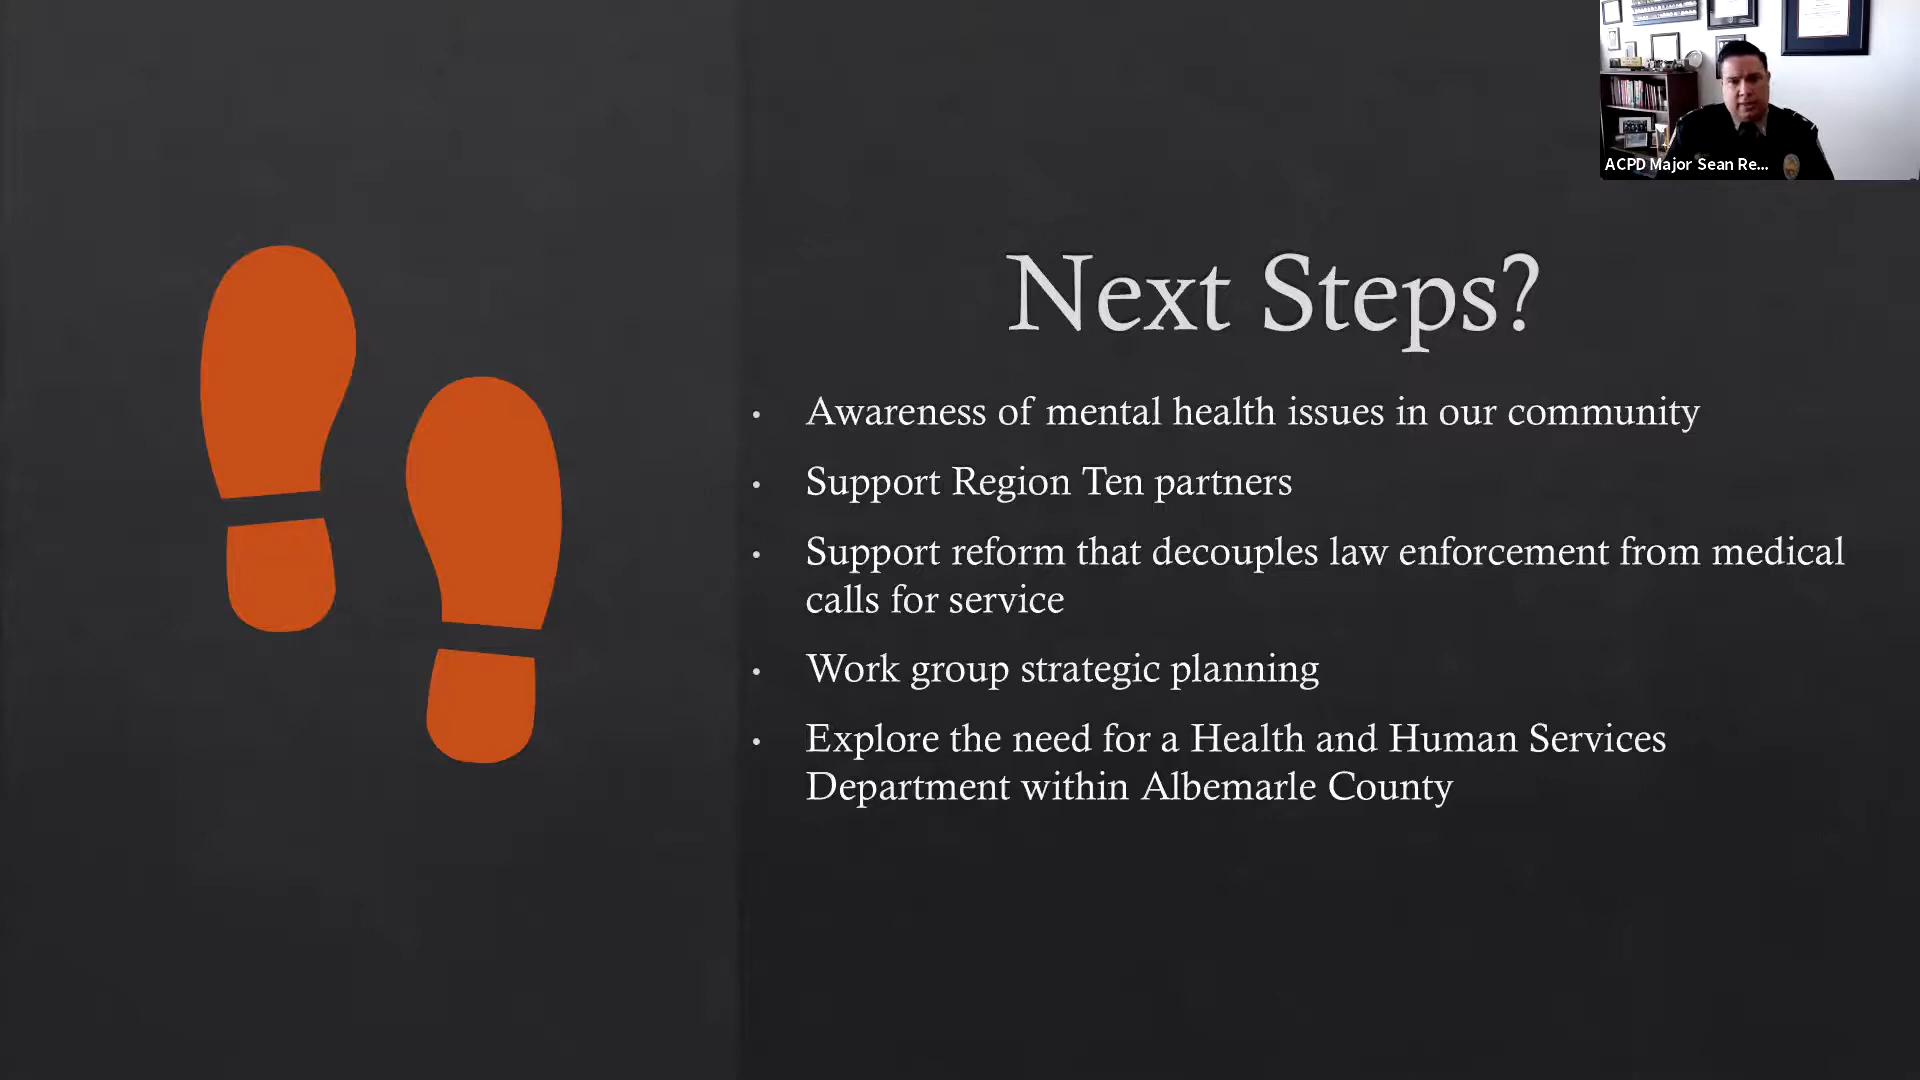 ACPD Major Sean Re...
Next Steps?
• Awareness of mental health issues in our community
• Support Region Ten partners
• Support reform that decouples law enforcement from medical
calls for service
• Work group strategic planning
• Explore the need for a Health and Human Services
Department within Albemarle County